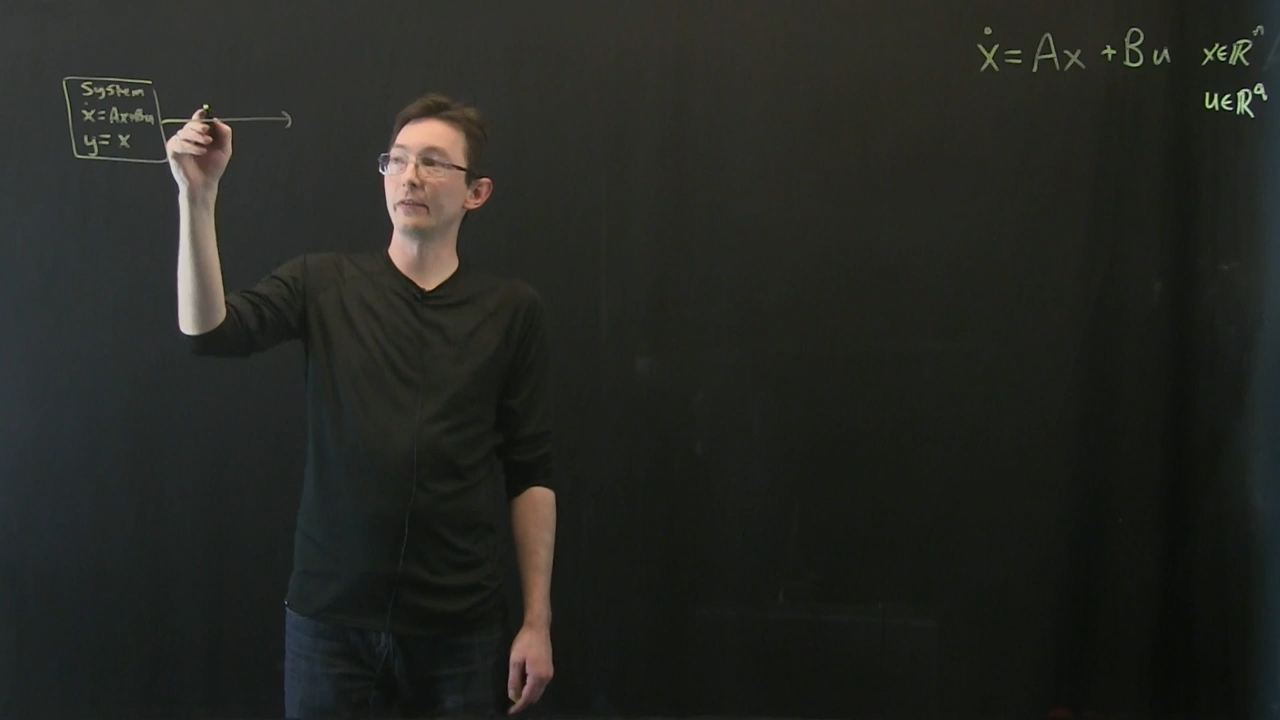 System
ẋ = Ax+Bu
y = x
ẋ = Ax + Bu x∈ℝⁿ
u∈ℝ^q